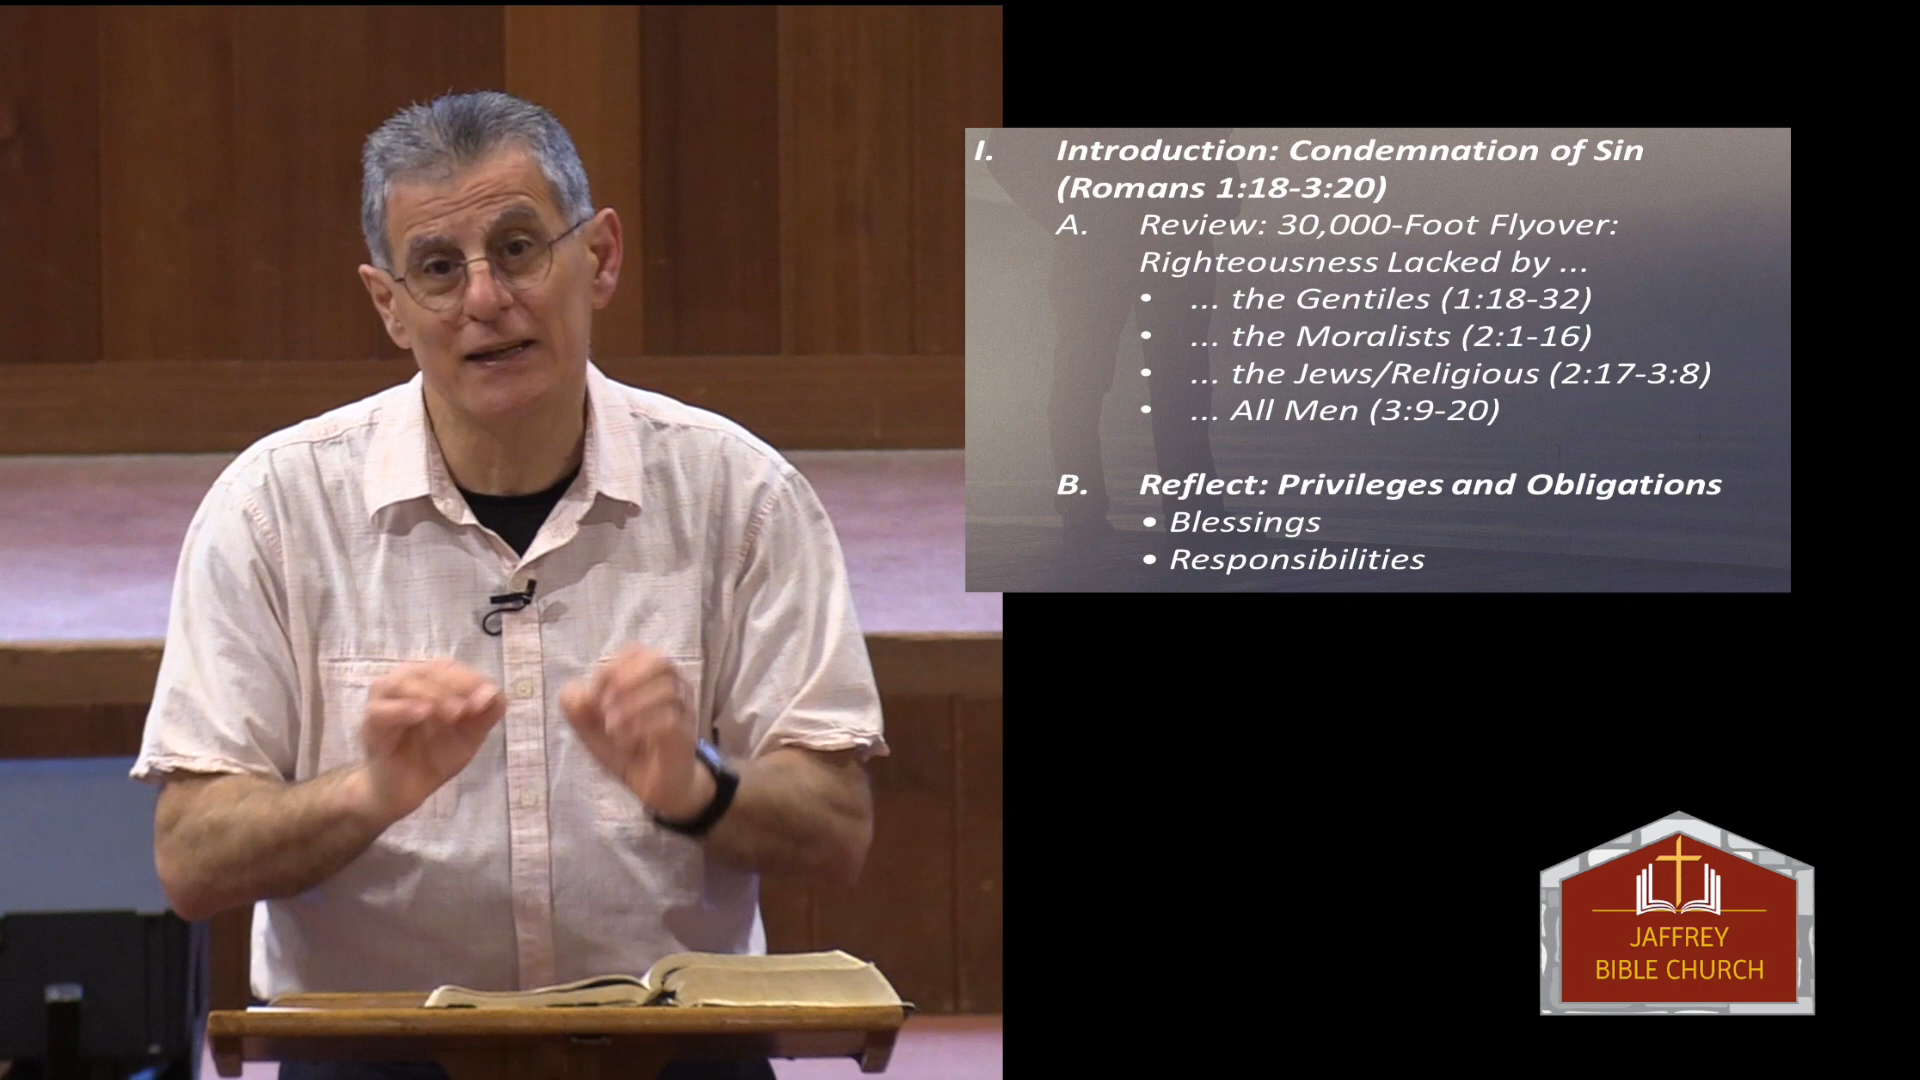 I. Introduction: Condemnation of Sin
(Romans 1:18-3:20)
A. Review: 30,000-Foot Flyover:
Righteousness Lacked by ...
• ... the Gentiles (1:18-32)
• ... the Moralists (2:1-16)
• ... the Jews/Religious (2:17-3:8)
• ... All Men (3:9-20)
B. Reflect: Privileges and Obligations
• Blessings
• Responsibilities
JAFFREY
BIBLE CHURCH